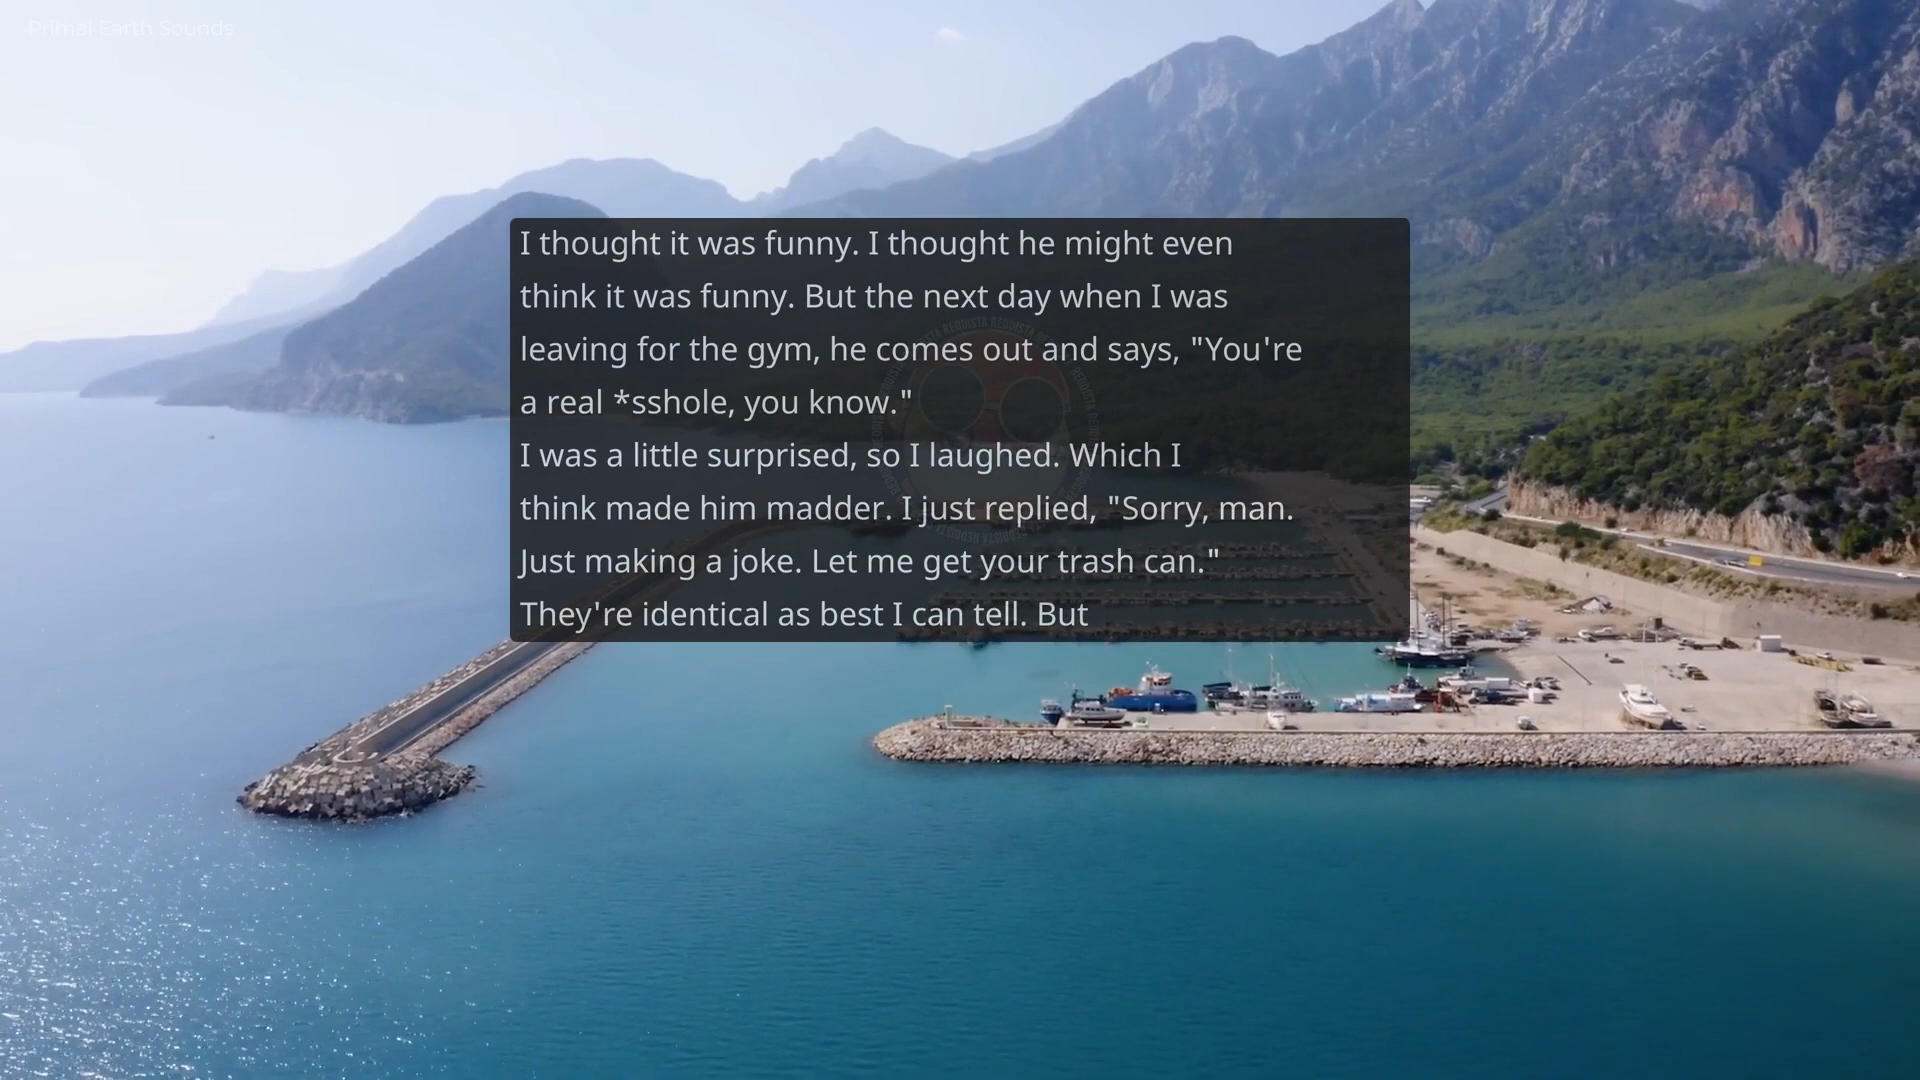 Primal Earth Sounds
I thought it was funny. I thought he might even
think it was funny. But the next day when I was
leaving for the gym, he comes out and says, "You're
a real *sshole, you know."
I was a little surprised, so I laughed. Which I
think made him madder. I just replied, "Sorry, man.
Just making a joke. Let me get your trash can."
They're identical as best I can tell. But